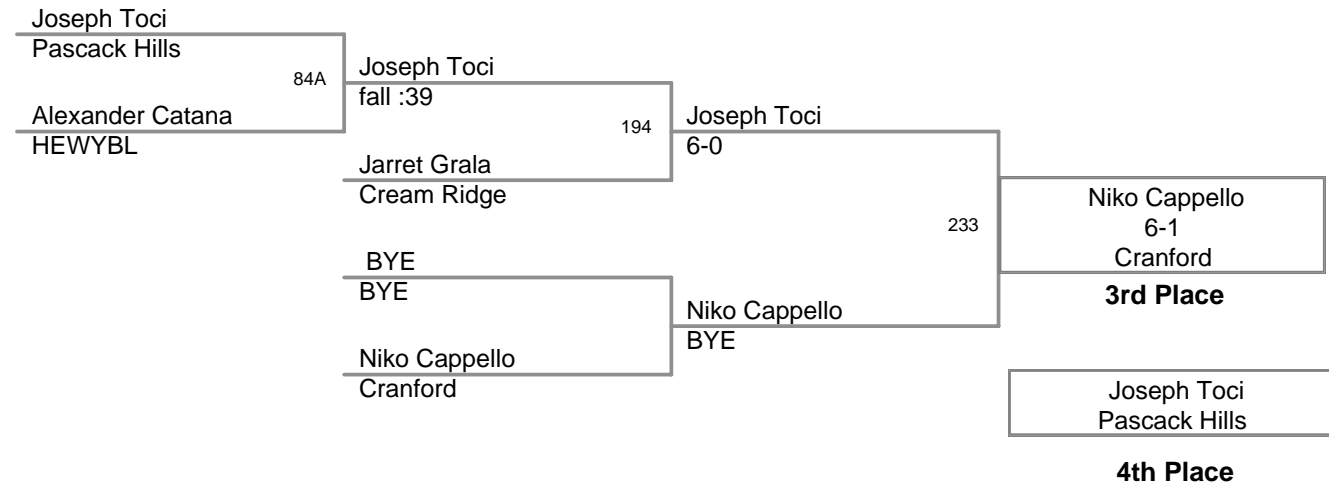 Joseph Toci
Pascack Hills
84A
Alexander Catana
HEWYBL
Joseph Toci
fall :39
194
Jarret Grala
Cream Ridge
BYE
BYE
Niko Cappello
Cranford
Joseph Toci
6-0
233
Niko Cappello
BYE
Niko Cappello
6-1
Cranford
3rd Place
Joseph Toci
Pascack Hills
4th Place